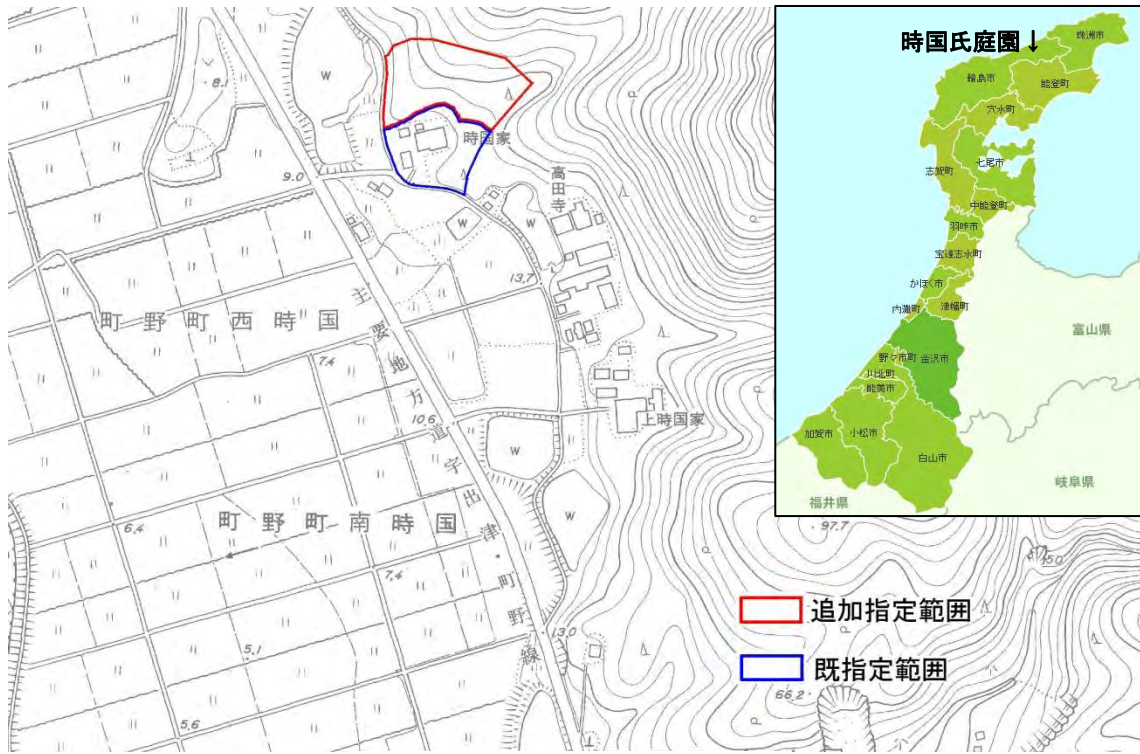 時国氏庭園↓
珠洲市
輪島市
能登町
穴水町
七尾市
志賀町
中能登町
羽咋市
宝達志水町
かほく市
津幡町
内灘町
金沢市
野々市町
川北町
能美市
加賀市
小松市
白山市
富山県
岐阜県
福井県
8.1
W
時国家
高田寺
9.0
W
W
13.7
町野町西時国
主要地方道宇出津町野線
7.4
10.6
上時国家
W
町野町南時国
6.4
W
97.7
150
7.4
追加指定範囲
13.0
5.1
既指定範囲
66.2
5.6